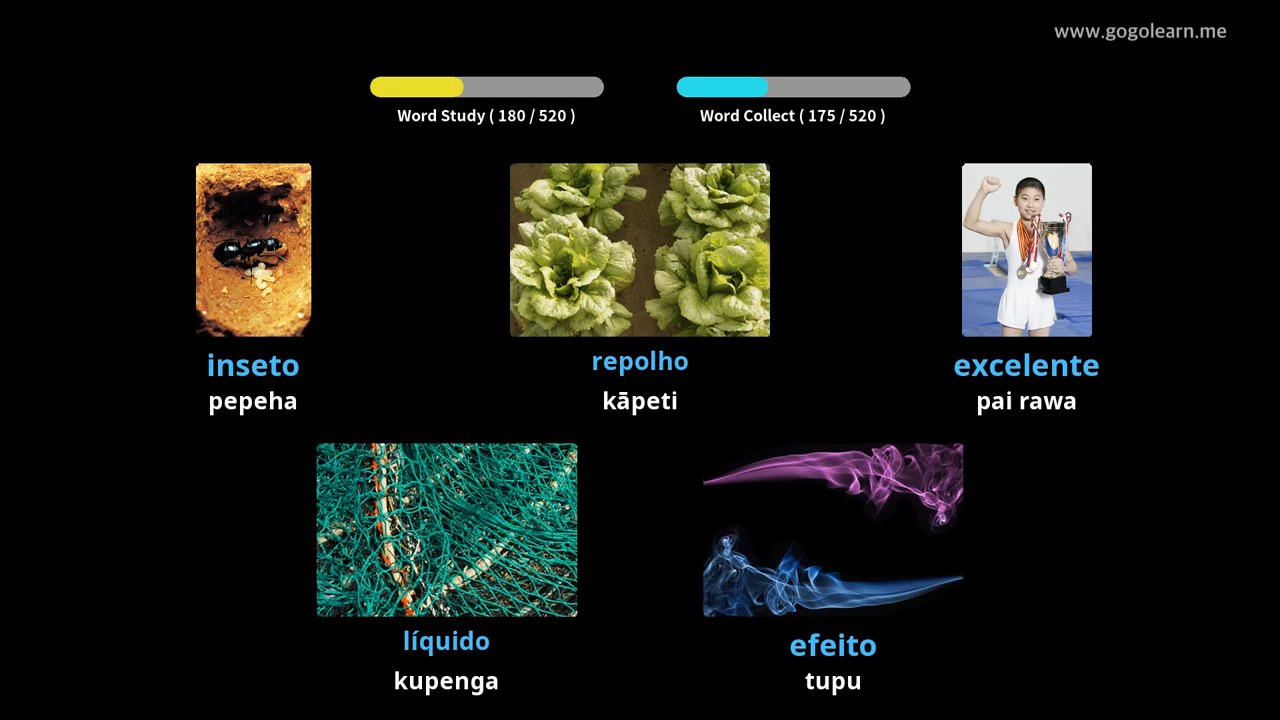 www.gogolearn.me
Word Study ( 180 / 520 )
Word Collect ( 175 / 520 )
inseto
pepeha
repolho
kāpeti
excelente
pai rawa
líquido
kupenga
efeito
tupu